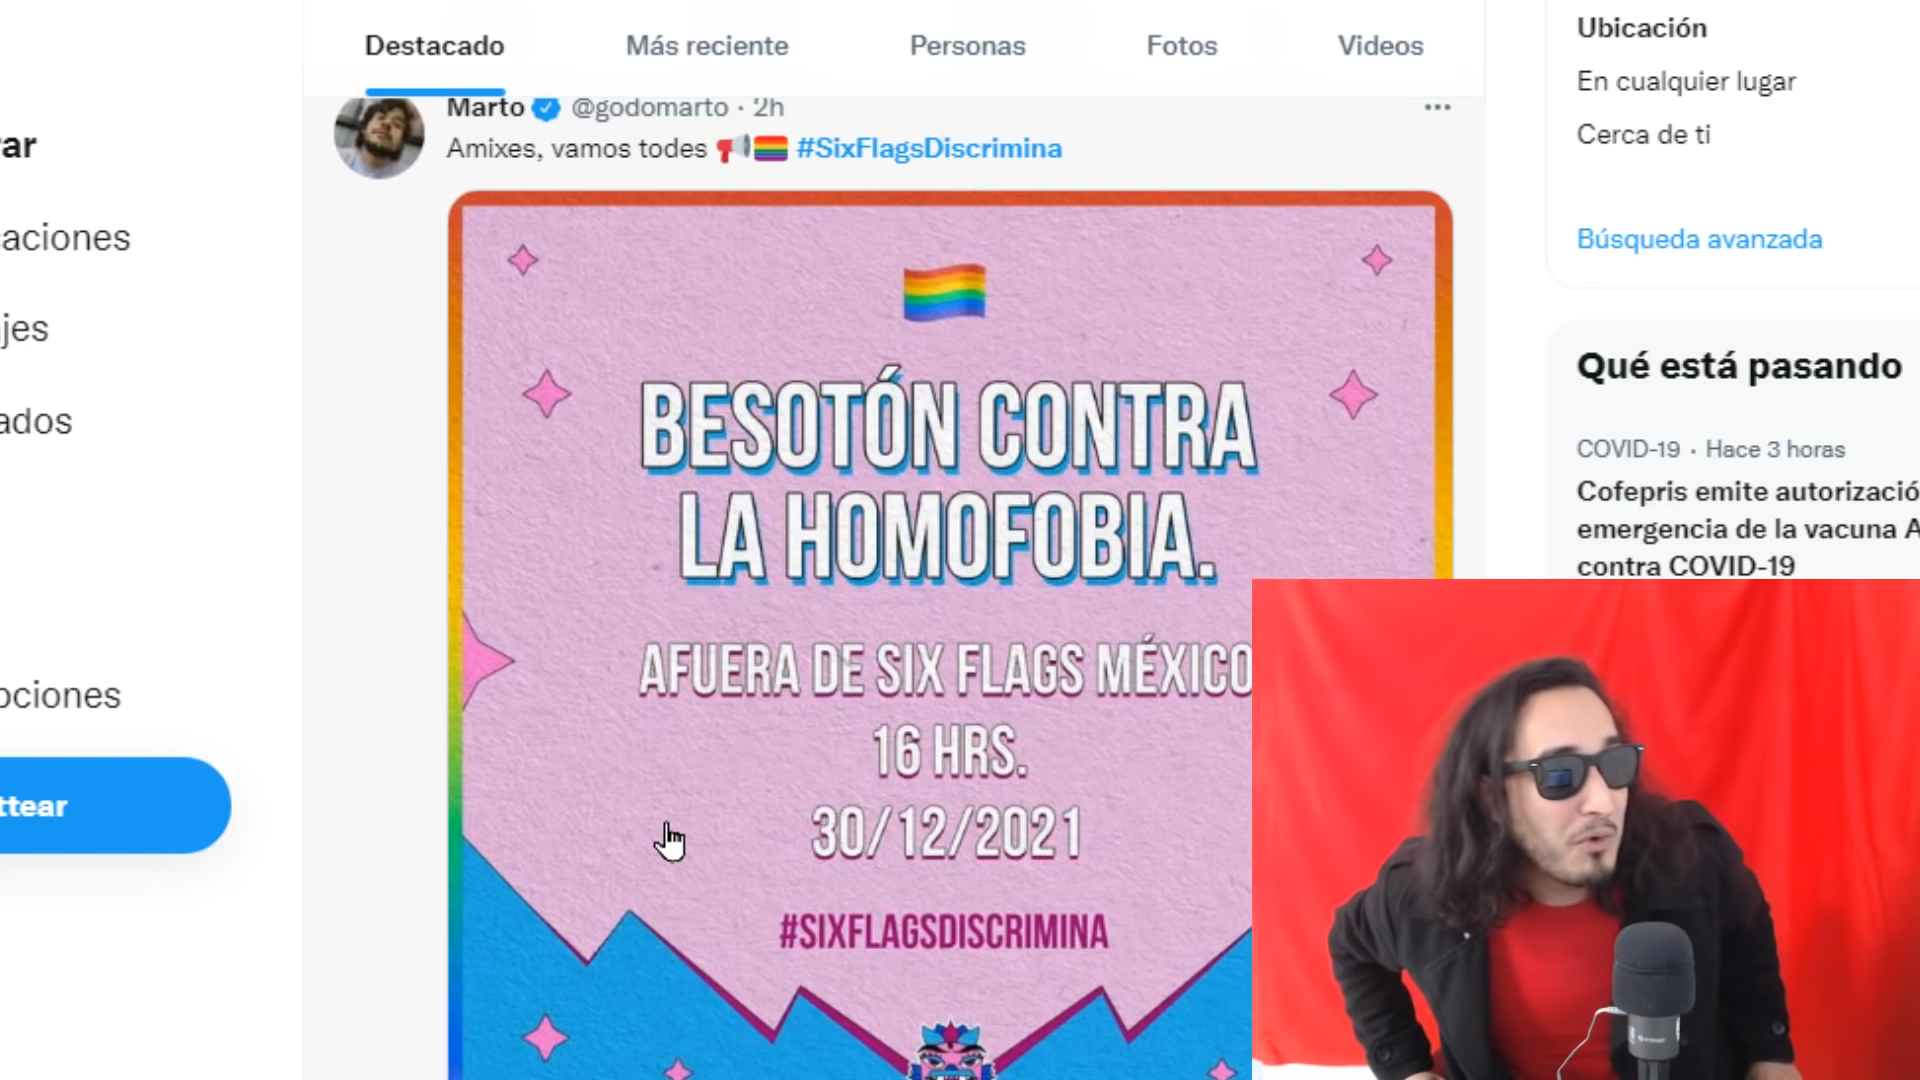 Destacado
Más reciente
Personas
Fotos
Videos
Marto @godomarto · 2h
Amixes, vamos todes #SixFlagsDiscrimina
BESOTÓN CONTRA
LA HOMOFOBIA.
AFUERA DE SIX FLAGS MÉXICO
16 HRS.
30/12/2021
#SIXFLAGSDISCRIMINA
ar
aciones
jes
ados
ociones
ttear
Ubicación
En cualquier lugar
Cerca de ti
Búsqueda avanzada
Qué está pasando
COVID-19 · Hace 3 horas
Cofepris emite autorizació
emergencia de la vacuna A
contra COVID-19